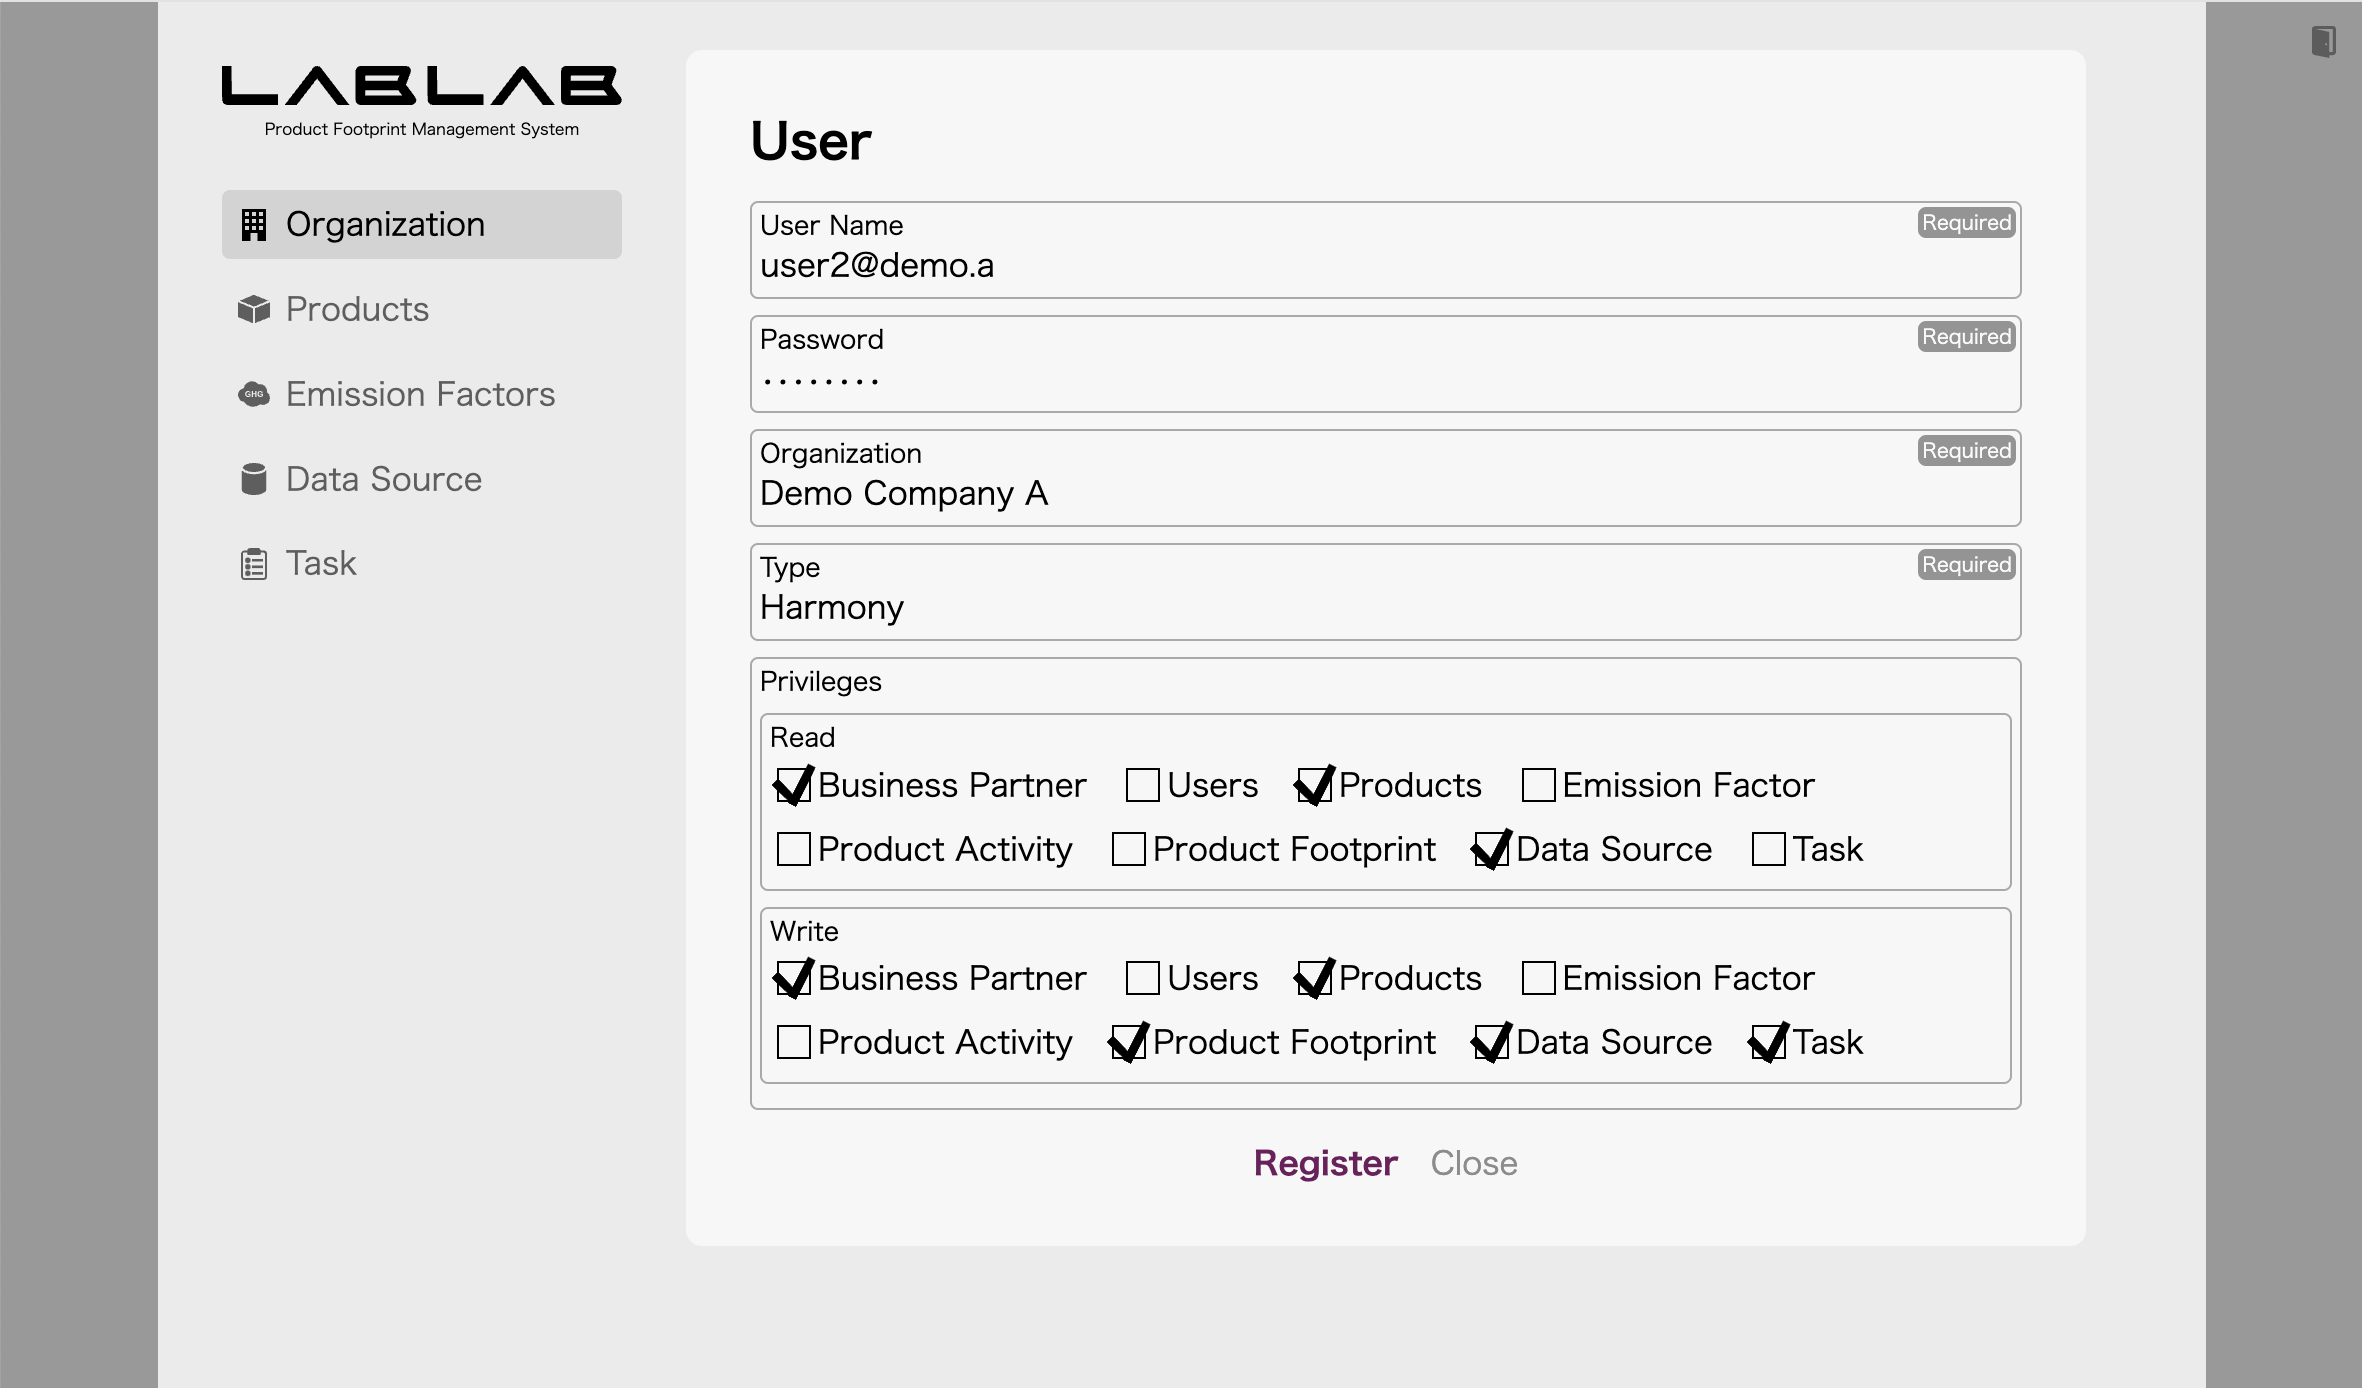 LABLAB
Product Footprint Management System
Organization
Products
GHG
Emission Factors
Data Source
Task
User
User Name
Required
user2@demo.a
Password
Required
........
Organization
Required
Demo Company A
Type
Required
Harmony
Privileges
Read
Business Partner Users Products Emission Factor
Product Activity Product Footprint Data Source Task
Write
Business Partner Users Products Emission Factor
Product Activity Product Footprint Data Source Task
Register Close